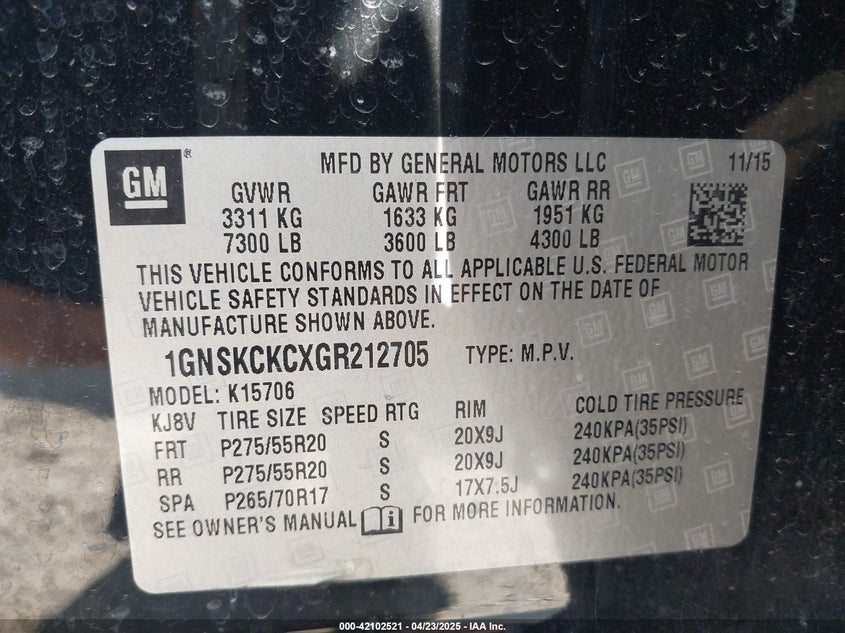 GM ® MFD BY GENERAL MOTORS LLC 11/15
GVWR GAWR FRT GAWR RR
3311 KG 1633 KG 1951 KG
7300 LB 3600 LB 4300 LB
THIS VEHICLE CONFORMS TO ALL APPLICABLE U.S. FEDERAL MOTOR
VEHICLE SAFETY STANDARDS IN EFFECT ON THE DATE OF
MANUFACTURE SHOWN ABOVE.
1GNSKCKCXGR212705 TYPE: M.P.V.
MODEL: K15706
KJ8V TIRE SIZE SPEED RTG RIM COLD TIRE PRESSURE
FRT P275/55R20 S 20X9J 240KPA(35PSI)
RR P275/55R20 S 20X9J 240KPA(35PSI)
SPA P265/70R17 S 17X7.5J 240KPA(35PSI)
SEE OWNER'S MANUAL i FOR MORE INFORMATION.
000-42102521 | 04/23/2025 - IAA Inc.